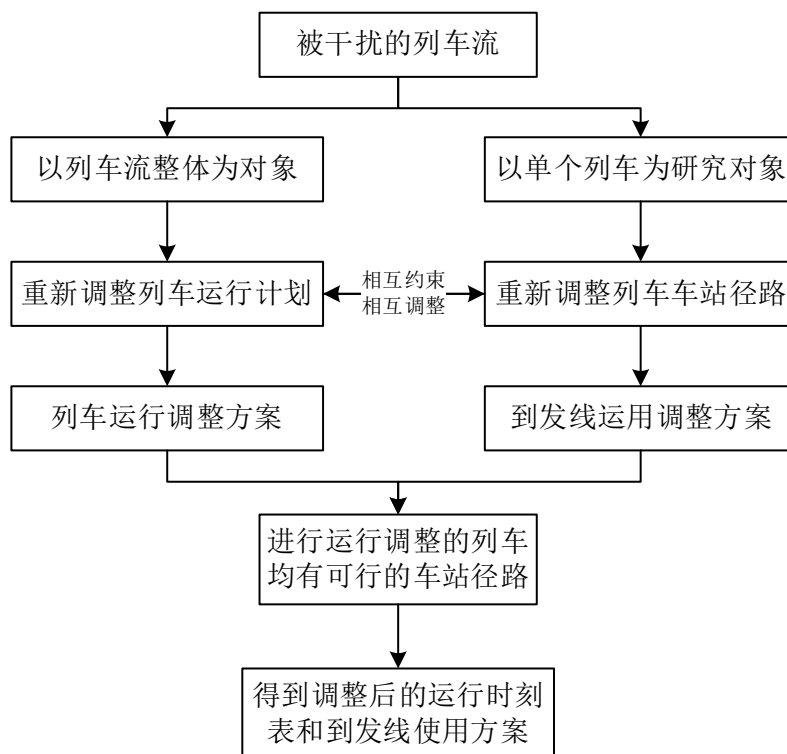 被干扰的列车流
以列车流整体为对象
以单个列车为研究对象
重新调整列车运行计划
相互约束
相互调整
重新调整列车车站径路
列车运行调整方案
到发线运用调整方案
进行运行调整的列车
均有可行的车站径路
得到调整后的运行时刻
表和到发线使用方案